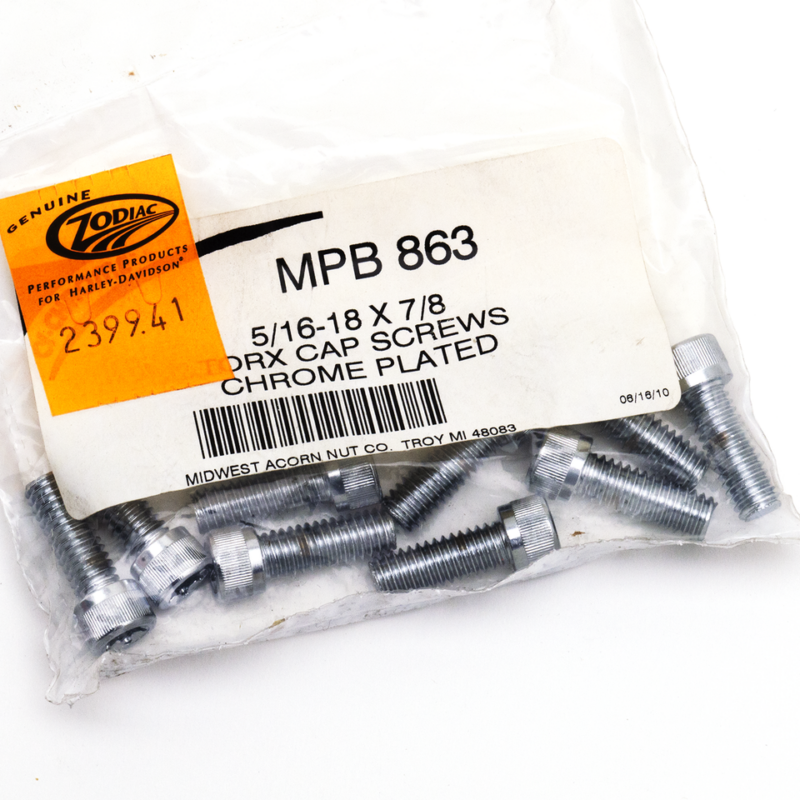 GENUINE
ZODIAC
PERFORMANCE PRODUCTS
FOR HARLEY-DAVIDSON®
2399.41
MPB 863
5/16-18 X 7/8
TORX CAP SCREWS
CHROME PLATED
06/16/10
MIDWEST ACORN NUT CO. TROY MI 48083